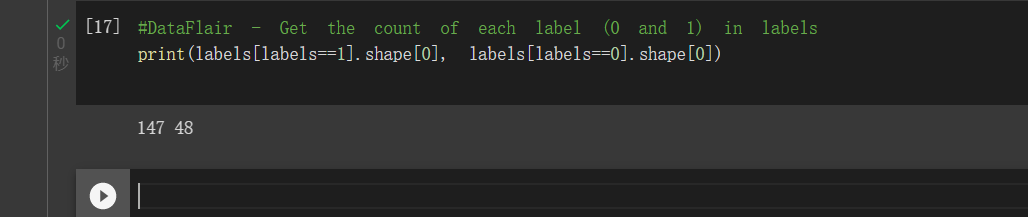 [17] #DataFlair - Get the count of each label (0 and 1) in labels
0
秒
print(labels[labels==1].shape[0], labels[labels==0].shape[0])
147 48